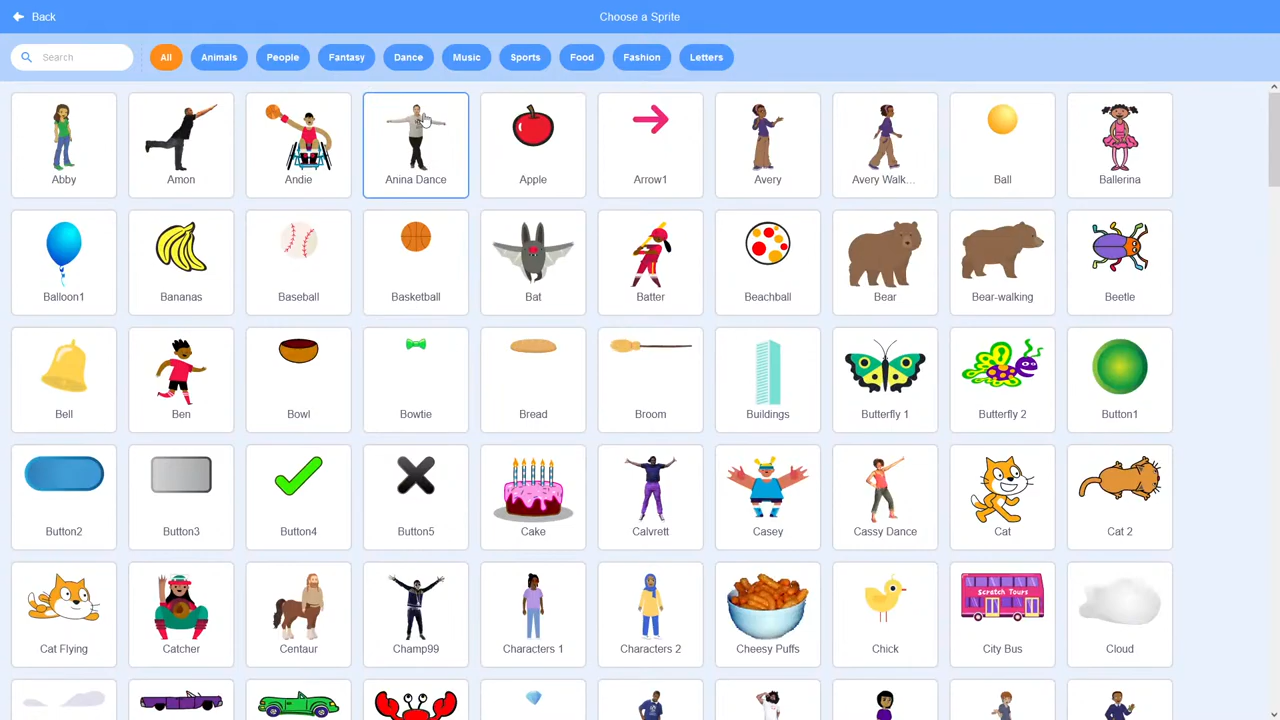 Back
Choose a Sprite
Search
All
Animals
People
Fantasy
Dance
Music
Sports
Food
Fashion
Letters
Abby
Amon
Andie
Anina Dance
Apple
Arrow1
Avery
Avery Walk...
Ball
Ballerina
Balloon1
Bananas
Baseball
Basketball
Bat
Batter
Beachball
Bear
Bear-walking
Beetle
Bell
Ben
Bowl
Bowtie
Bread
Broom
Buildings
Butterfly 1
Butterfly 2
Button1
Button2
Button3
Button4
Button5
Cake
Calvrett
Casey
Cassy Dance
Cat
Cat 2
Cat Flying
Catcher
Centaur
Champ99
Characters 1
Characters 2
Cheesy Puffs
Chick
Scratch Tours
City Bus
Cloud